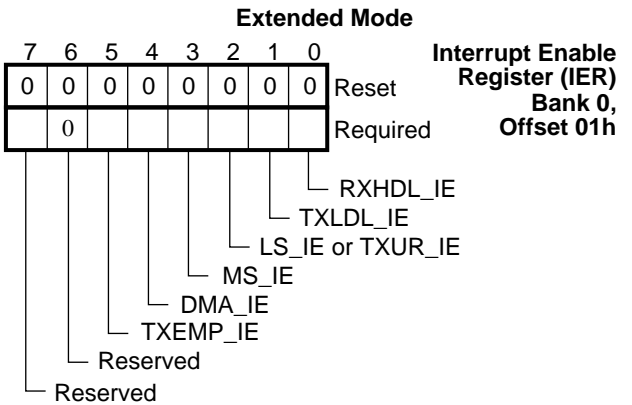 Extended Mode
7 6 5 4 3 2 1 0
Interrupt Enable
Register (IER)
Bank 0,
Offset 01h
0 0 0 0 0 0 0 0 Reset
0 Required
RXHDL_IE
TXLDL_IE
LS_IE or TXUR_IE
MS_IE
DMA_IE
TXEMP_IE
Reserved
Reserved